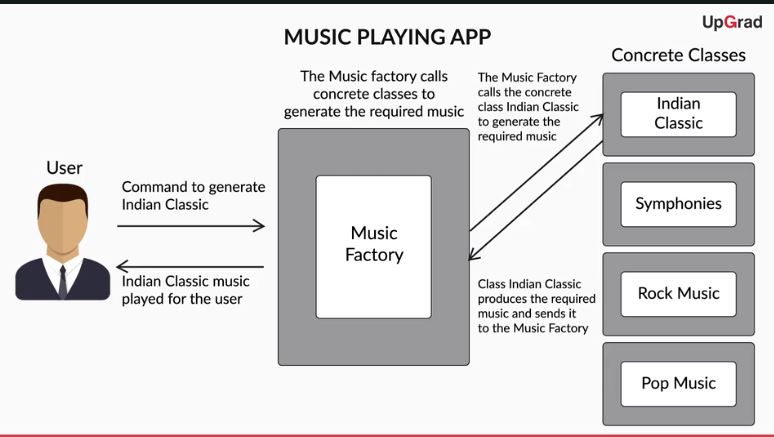 UpGrad
MUSIC PLAYING APP
Concrete Classes
The Music factory calls
concrete classes to
generate the required music
The Music Factory
calls the concrete
class Indian Classic
to generate the
required music
Indian
Classic
User
Command to generate
Indian Classic
Music
Factory
Symphonies
Indian Classic music
played for the user
Class Indian Classic
produces the required
music and sends it
to the Music Factory
Rock Music
Pop Music